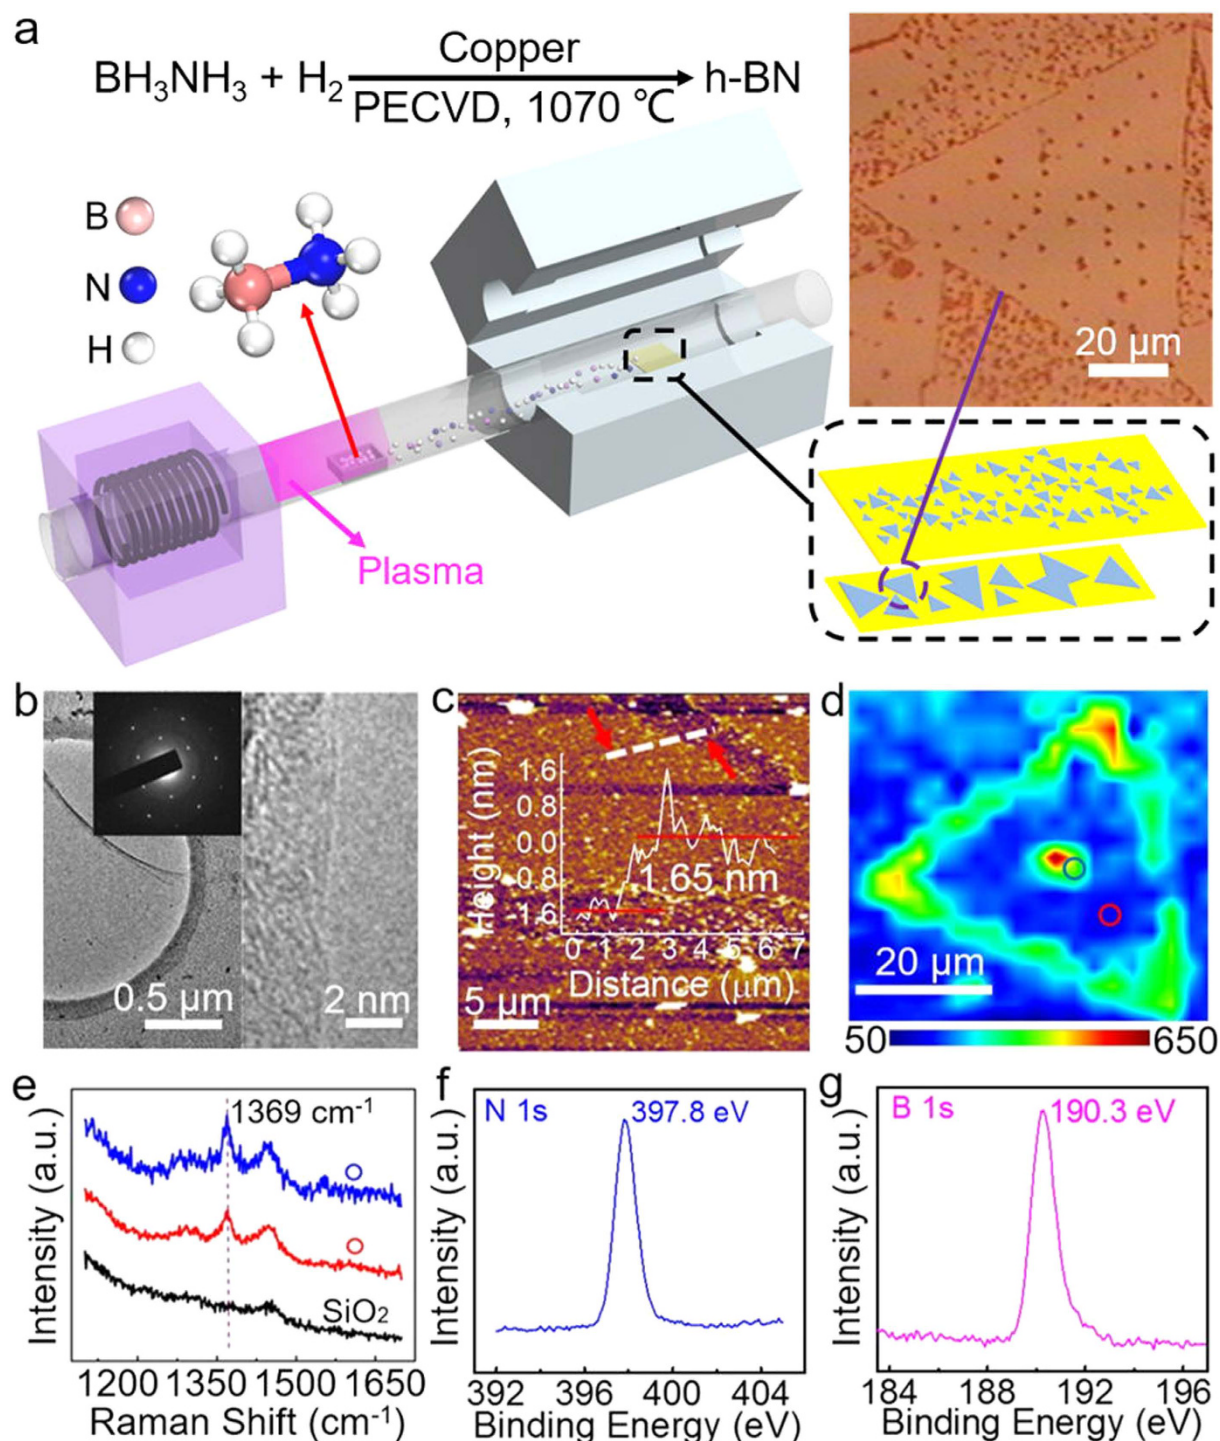 a
Copper
BH3NH3 + H2 h-BN
PECVD, 1070 ℃
B
N
H
Plasma
20 μm
b
0.5 μm
2 nm
c
Height (nm)
1.6
0.8
0.0
0.8
-1.6
1.65 nm
0 1 2 3 4 5 6 7
Distance (μm)
5 μm
d
20 μm
50 650
e
1369 cm-1
SiO2
Intensity (a.u.)
1200 1350 1500 1650
Raman Shift (cm-1)
f
N 1s 397.8 eV
Intensity (a.u.)
392 396 400 404
Binding Energy (eV)
g
B 1s 190.3 eV
Intensity (a.u.)
184 188 192 196
Binding Energy (eV)